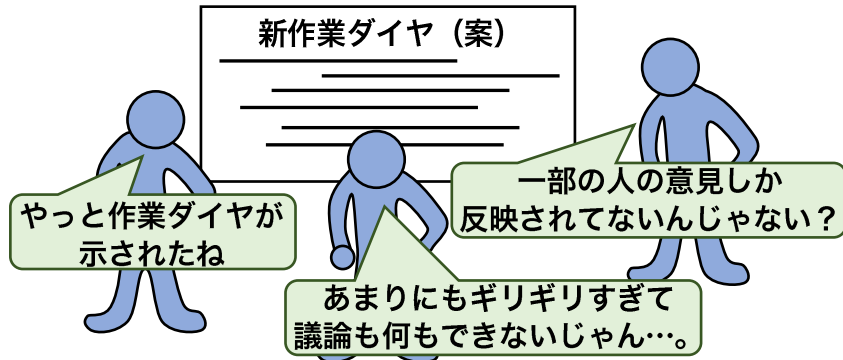 新作業ダイヤ（案）
やっと作業ダイヤが
示されたね
一部の人の意見しか
反映されてないんじゃない？
あまりにもギリギリすぎて
議論も何もできないじゃん…。